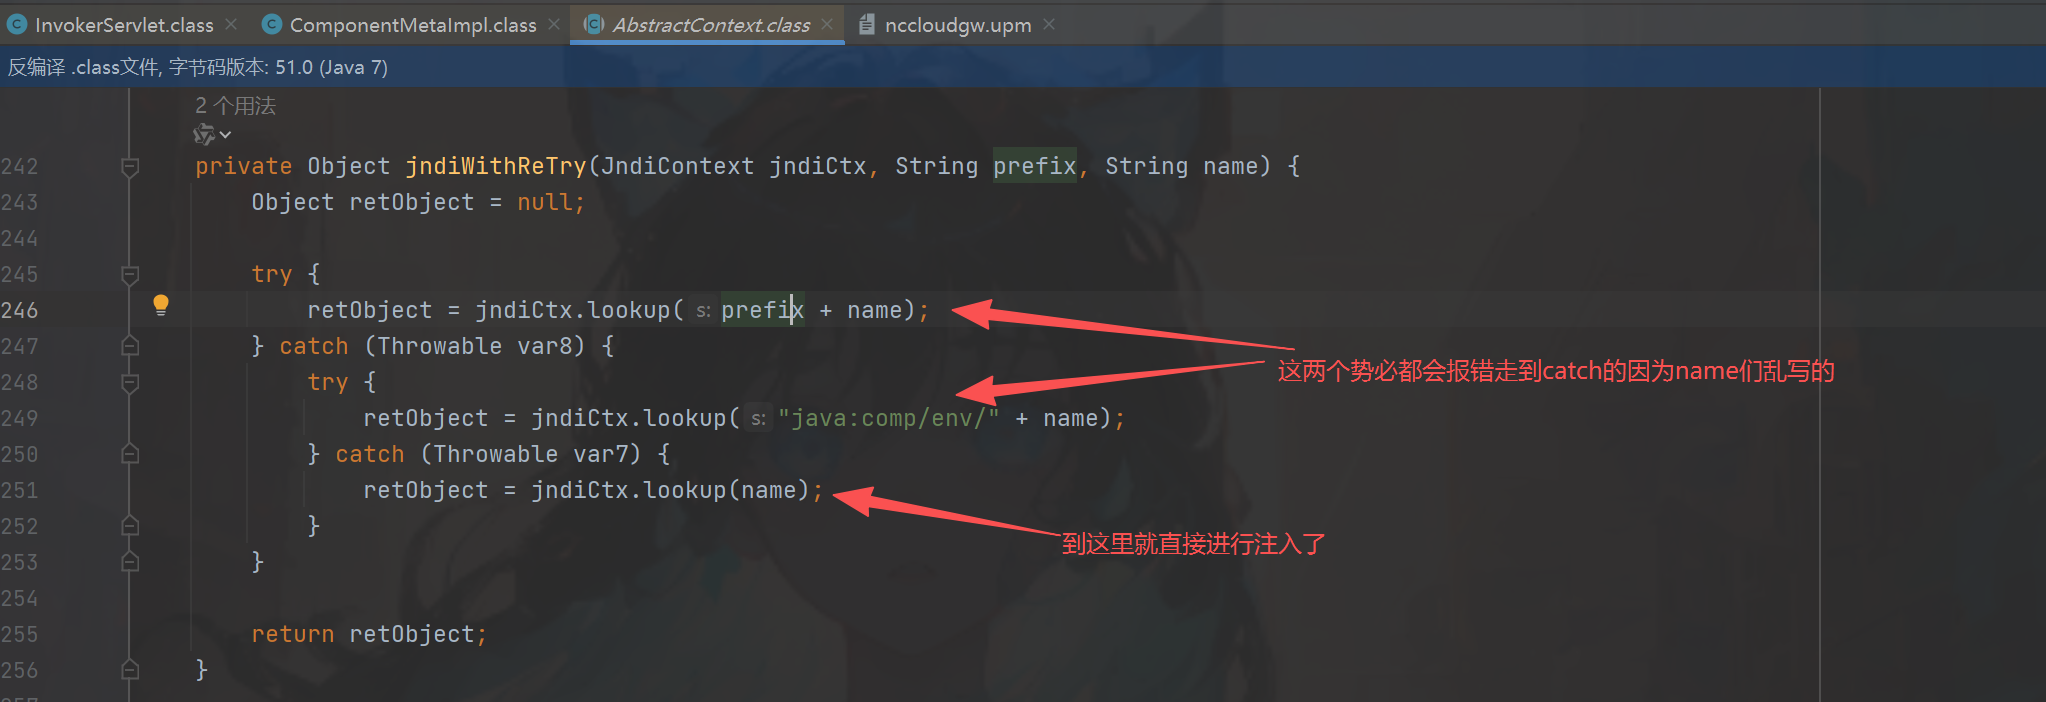 InvokerServlet.class ComponentMetaImpl.class AbstractContext.class nccloudgw.upm
反编译 .class文件, 字节码版本: 51.0 (Java 7)
2 个用法
242 private Object jndiWithReTry(JndiContext jndiCtx, String prefix, String name) {
243 Object retObject = null;
244
245 try {
246 retObject = jndiCtx.lookup( s: prefix + name);
247 } catch (Throwable var8) {
这两个势必都会报错走到catch的因为name们乱写的
248 try {
249 retObject = jndiCtx.lookup( s: "java:comp/env/" + name);
250 } catch (Throwable var7) {
251 retObject = jndiCtx.lookup(name);
252 }
到这里就直接进行注入了
253 }
254
255 return retObject;
256 }